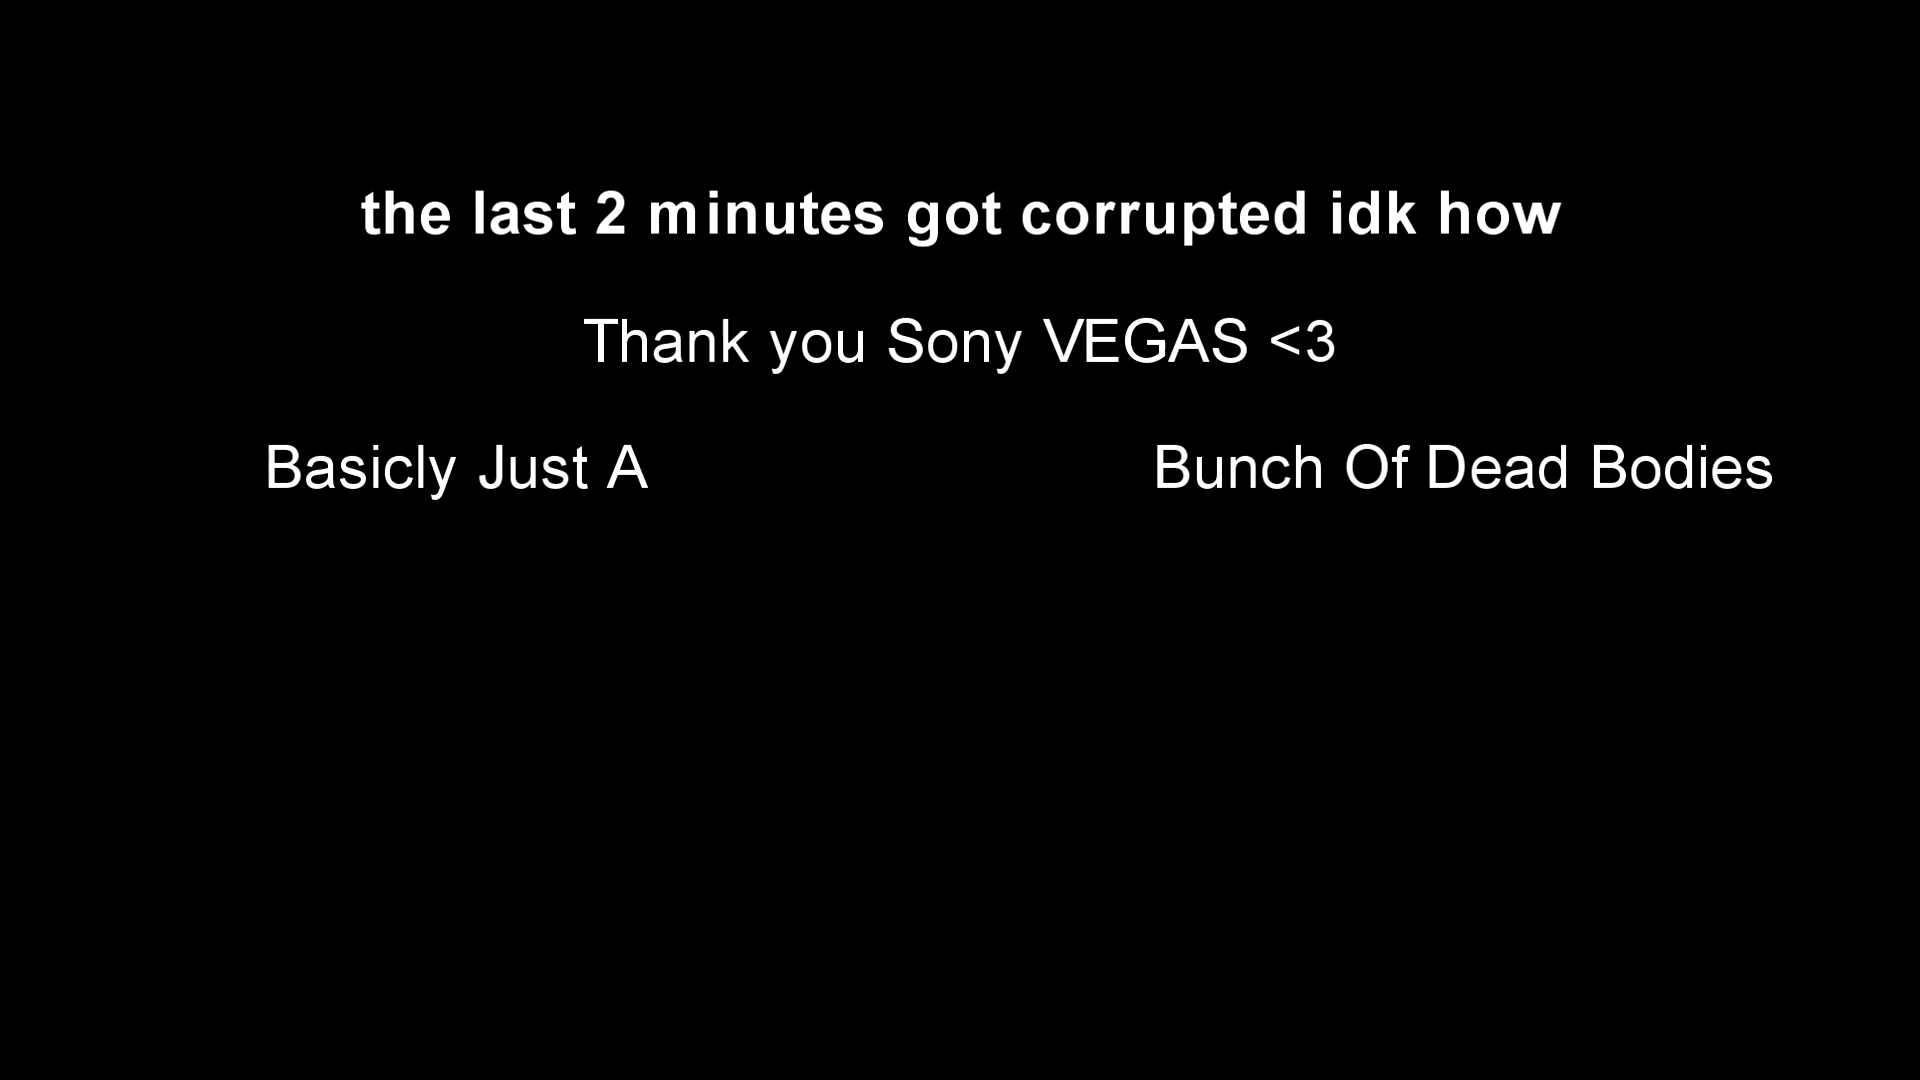 the last 2 minutes got corrupted idk how
Thank you Sony VEGAS <3
Basicly Just A Bunch Of Dead Bodies